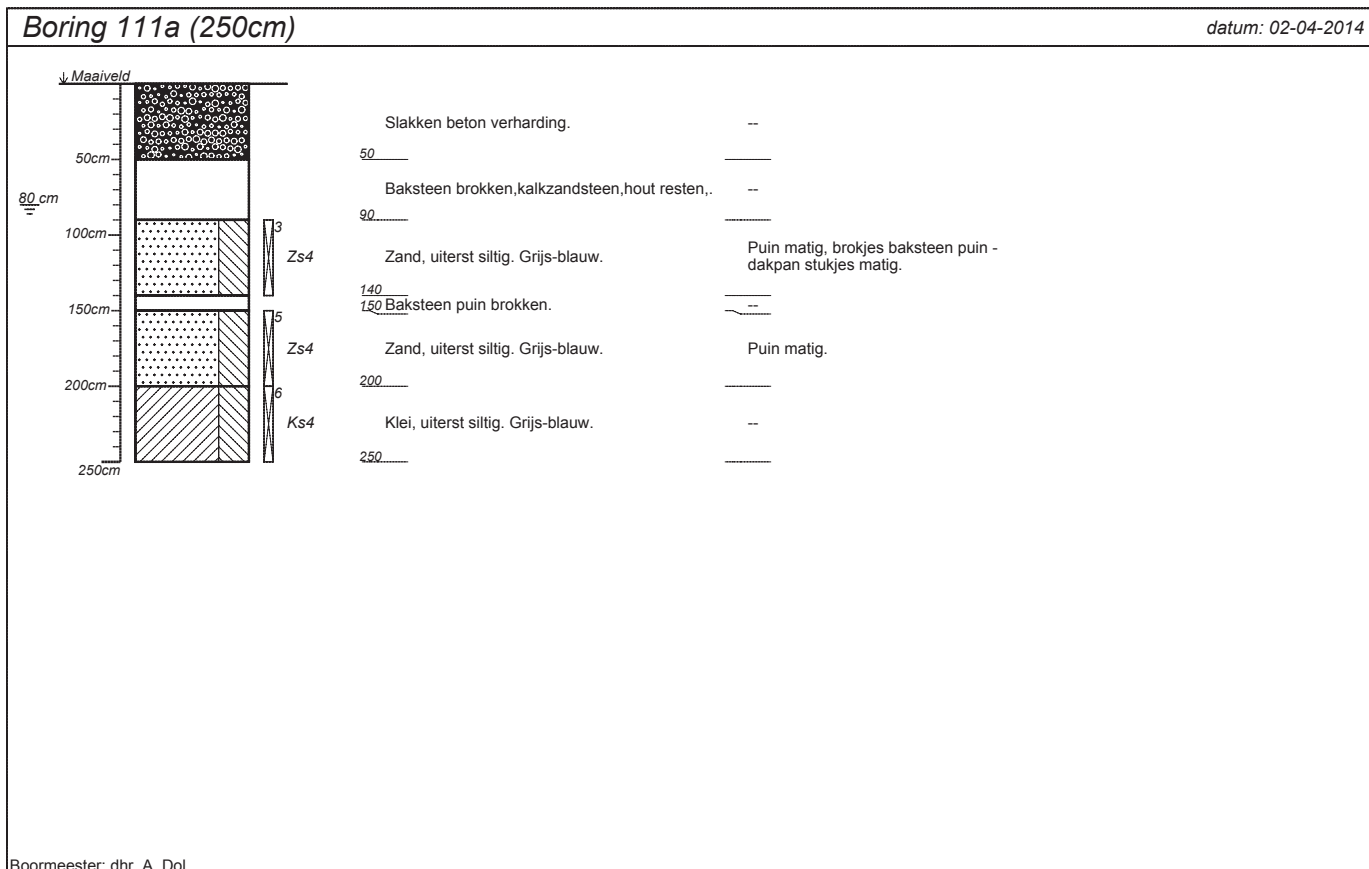 Boring 111a (250cm)
datum: 02-04-2014
Maaiveld
Slakken beton verharding.
--
50cm
50
80 cm
Baksteen brokken,kalkzandsteen,hout resten,.
--
90
100cm
3
Zs4
Zand, uiterst siltig. Grijs-blauw.
Puin matig, brokjes baksteen puin -
dakpan stukjes matig.
140
150cm
150
Baksteen puin brokken.
--
5
Zs4
Zand, uiterst siltig. Grijs-blauw.
Puin matig.
200cm
200
6
Ks4
Klei, uiterst siltig. Grijs-blauw.
--
250cm
250
Boormeester: dhr. A. Dol